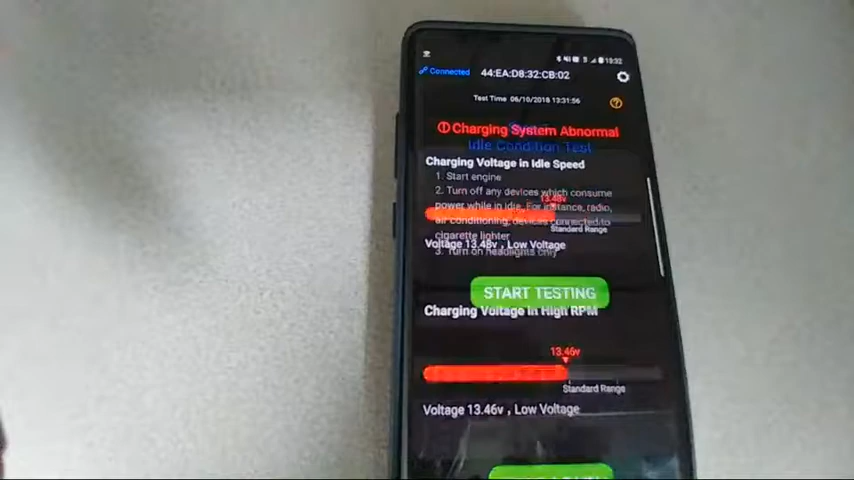 13:32
Connected
44:EA:D8:32:CB:02
Test Time 06/10/2018 13:31:56
Charging System Abnormal
Idle Condition Test
Charging Voltage in Idle Speed
1. Start engine
2. Turn off any devices which consume
power while in idle. For instance, radio,
13.48v
air conditioning, devices connected to
Standard Range
cigarette lighter
Voltage 13.48v , Low Voltage
3. Turn on headlights only
START TESTING
Charging Voltage in High RPM
13.46v
Standard Range
Voltage 13.46v , Low Voltage